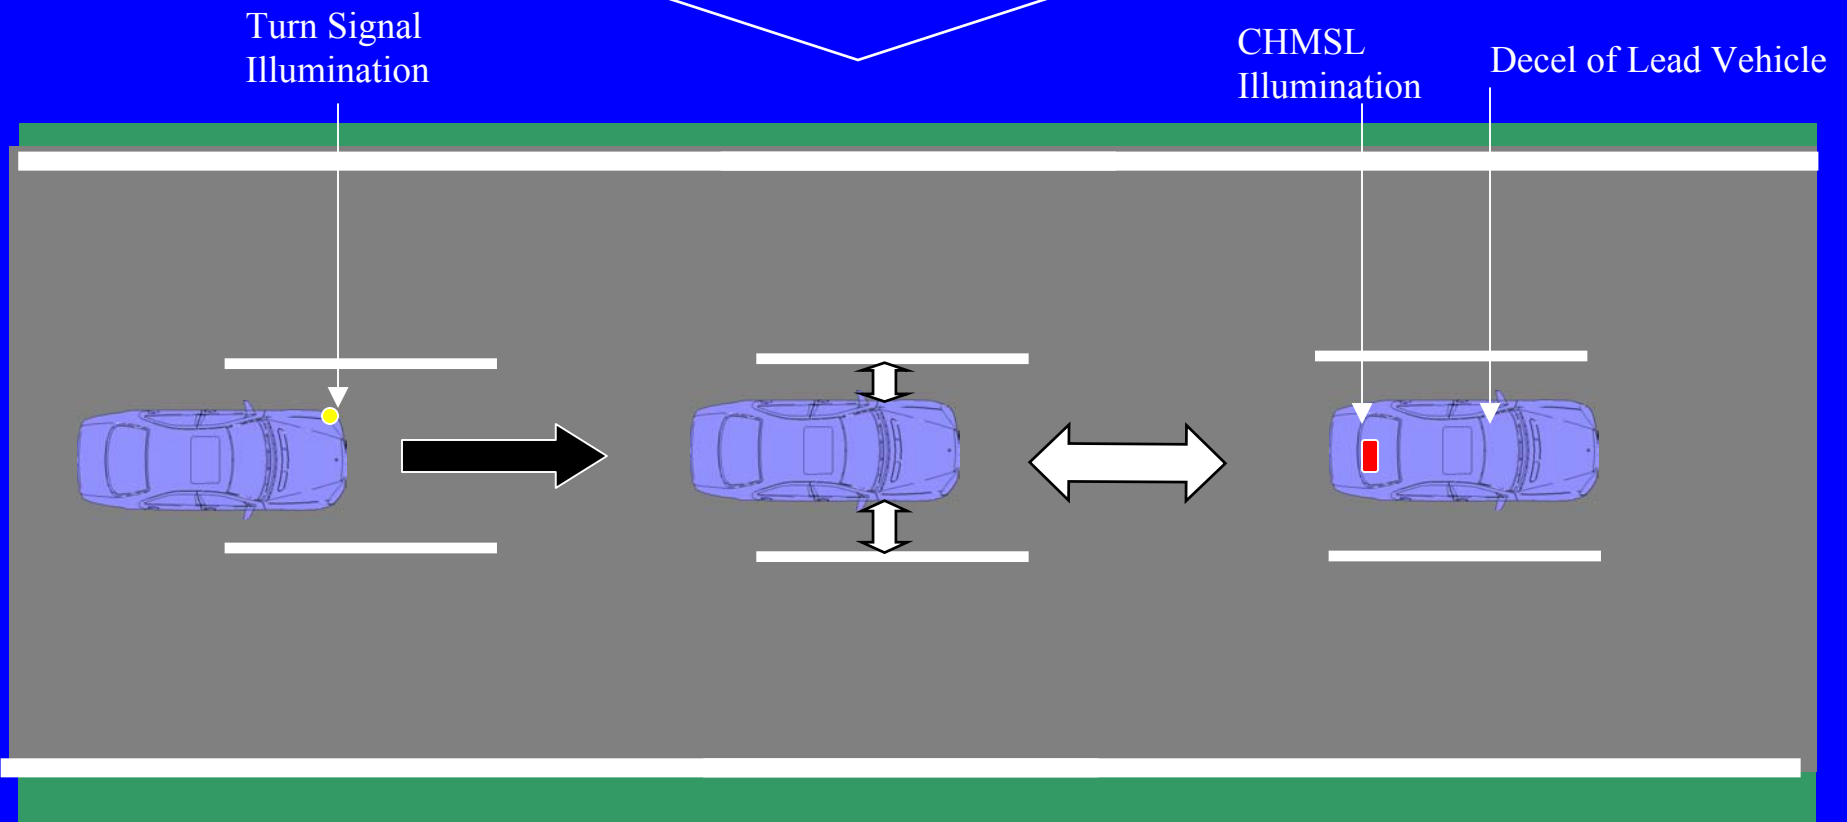 Turn Signal
Illumination
CHMSL
Illumination
Decel of Lead Vehicle